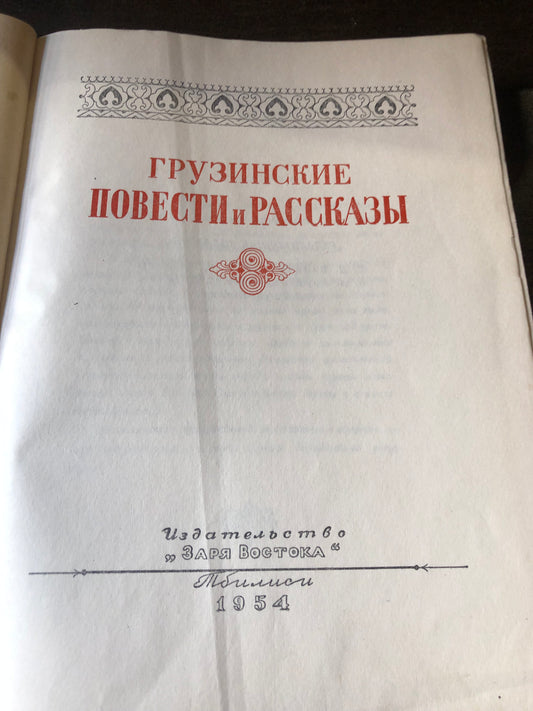 ГРУЗИНСКИЕ
ПОВЕСТИ и РАССКАЗЫ
Издательство
„ЗАРЯ ВОСТОКА“
Тбилиси
1954